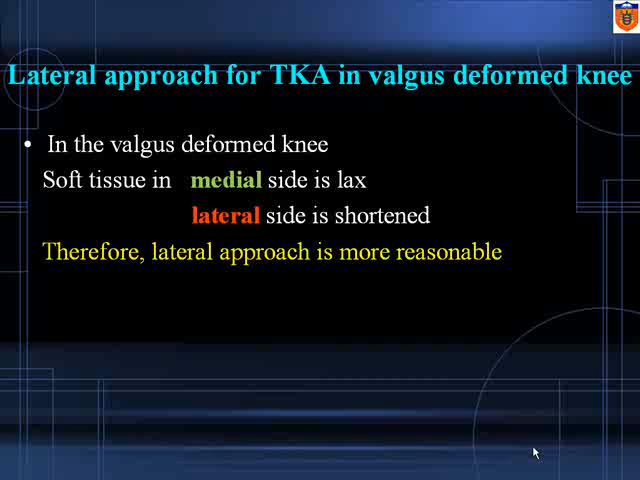 Lateral approach for TKA in valgus deformed knee
• In the valgus deformed knee
Soft tissue in medial side is lax
lateral side is shortened
Therefore, lateral approach is more reasonable